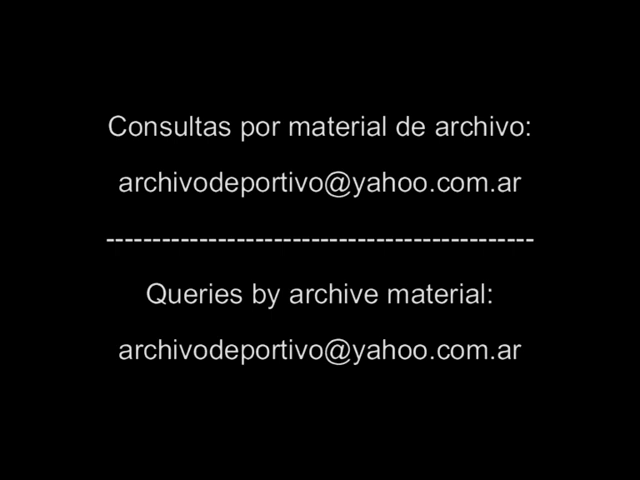 Consultas por material de archivo:
archivodeportivo@yahoo.com.ar
-----------------------------------------------
Queries by archive material:
archivodeportivo@yahoo.com.ar